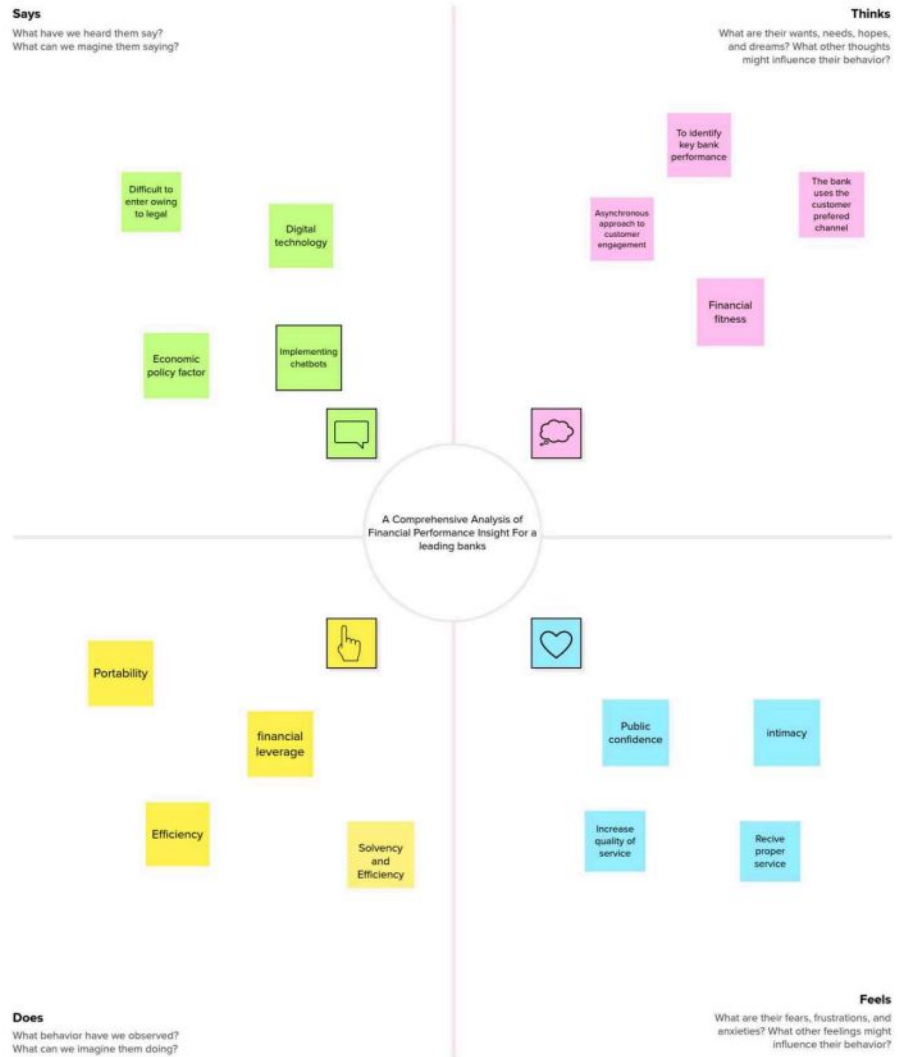 Says
What have we heard them say?
What can we magine them saying?
Thinks
What are their wants, needs, hopes,
and dreams? What other thoughts
might influence their behavior?
Difficult to
enter owing
to legal
Digital
technology
Economic
policy factor
Implementing
chatbots
To identify
key bank
performance
Asynchronous
approach to
customer
engagement
The bank
uses the
customer
prefered
channel
Financial
fitness
A Comprehensive Analysis of
Financial Performance Insight For a
leading banks
Portability
financial
leverage
Efficiency
Solvency
and
Efficiency
Public
confidence
intimacy
Increase
quality of
service
Recive
proper
service
Does
What behavior have we observed?
What can we imagine them doing?
Feels
What are their fears, frustrations, and
anxieties? What other feelings might
influence their behavior?